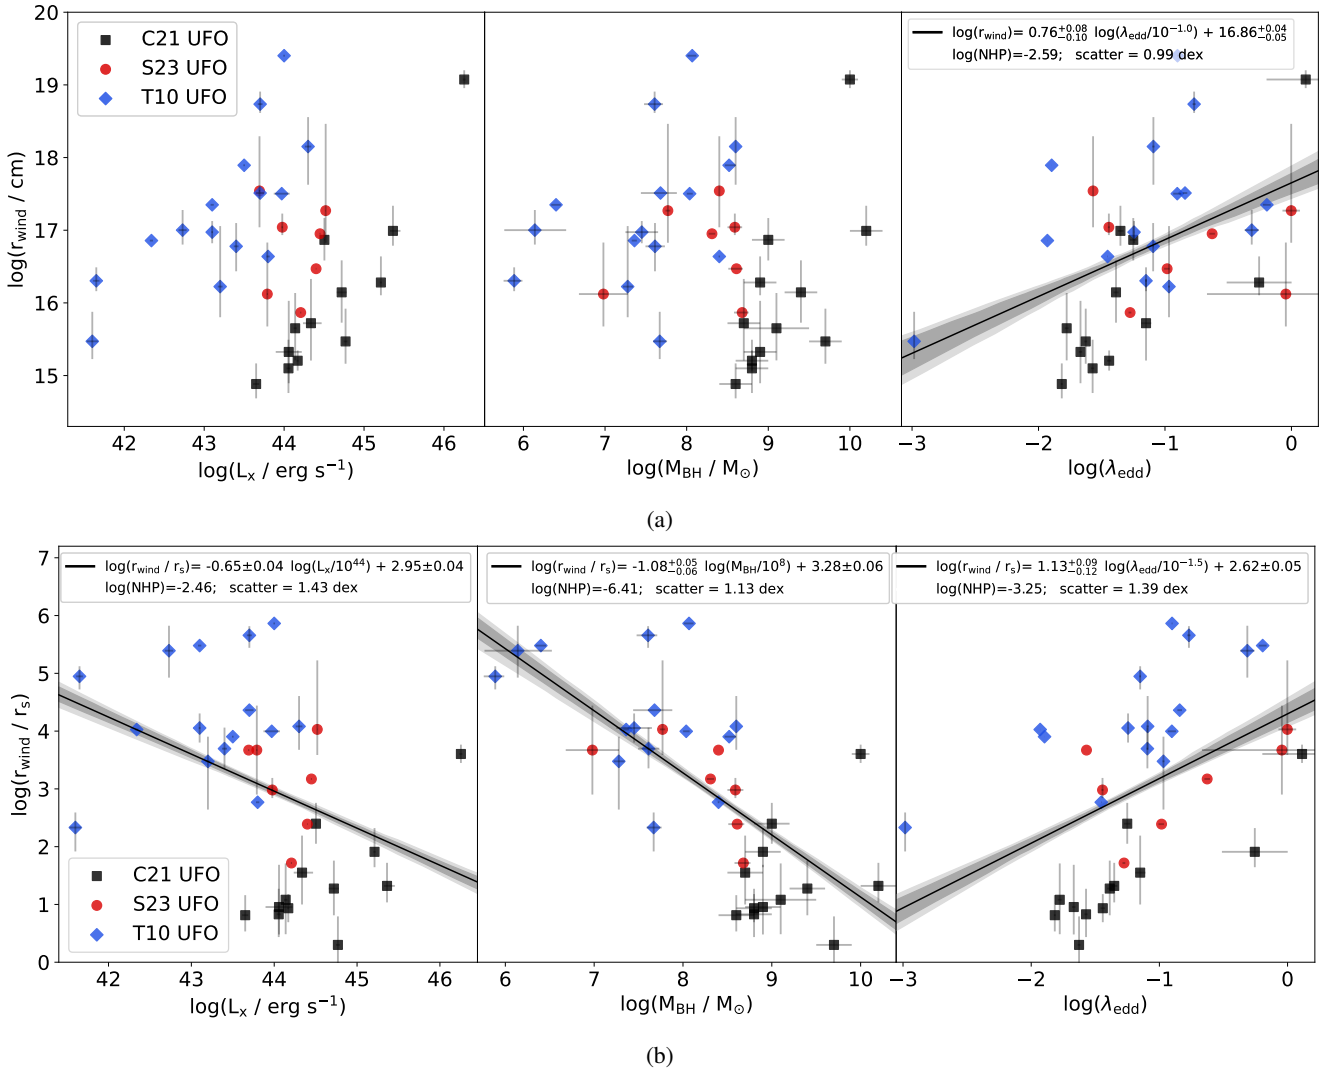 20
19
18
17
16
15
log(r_wind / cm)
C21 UFO
S23 UFO
T10 UFO
42 43 44 45 46
log(L_x / erg s⁻¹)
6 7 8 9 10
log(M_BH / M_⊙)
log(r_wind)= 0.76^{+0.08}_{−0.10} log(λ_edd/10^{−1.0}) + 16.86^{+0.04}_{−0.05}
log(NHP)=-2.59; scatter = 0.99 dex
−3 −2 −1 0
log(λ_edd)
(a)
7
6
5
4
3
2
1
0
log(r_wind / r_s)
log(r_wind / r_s)= -0.65±0.04 log(L_x/10^{44}) + 2.95±0.04
log(NHP)=-2.46; scatter = 1.43 dex
C21 UFO
S23 UFO
T10 UFO
42 43 44 45 46
log(L_x / erg s⁻¹)
log(r_wind / r_s)= -1.08^{+0.05}_{−0.06} log(M_BH/10^{8}) + 3.28±0.06
log(NHP)=-6.41; scatter = 1.13 dex
6 7 8 9 10
log(M_BH / M_⊙)
log(r_wind / r_s)= 1.13^{+0.09}_{−0.12} log(λ_edd/10^{−1.5}) + 2.62±0.05
log(NHP)=-3.25; scatter = 1.39 dex
−3 −2 −1 0
log(λ_edd)
(b)